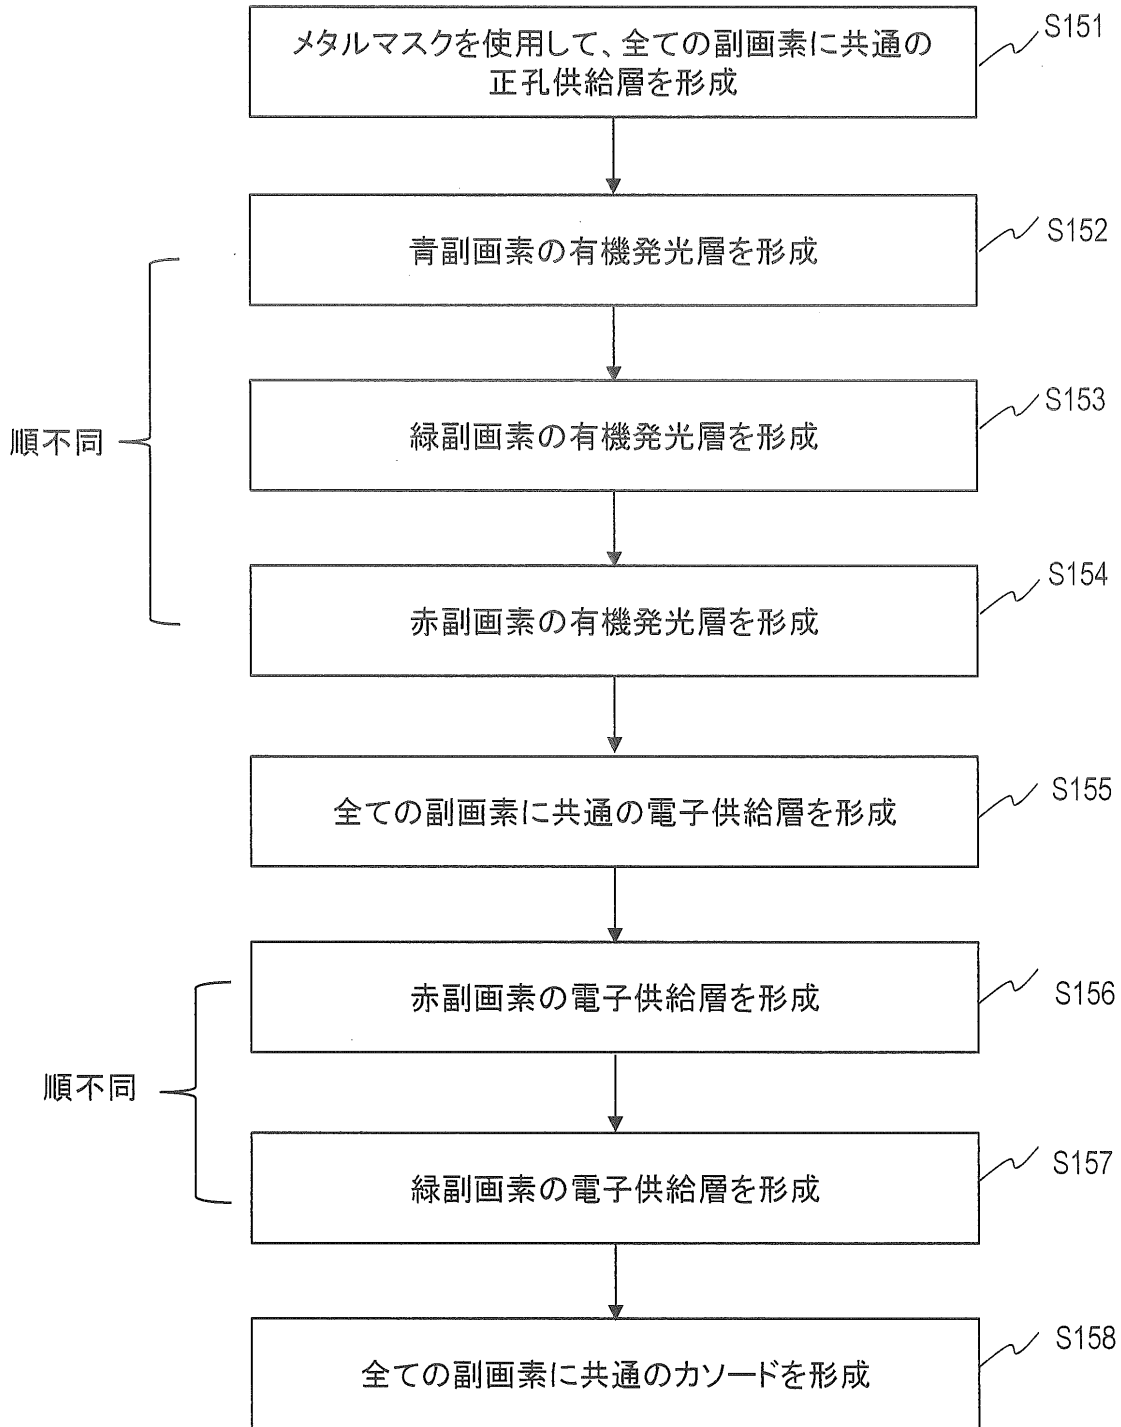 メタルマスクを使用して、全ての副画素に共通の
正孔供給層を形成
S151
青副画素の有機発光層を形成
S152
順不同
緑副画素の有機発光層を形成
S153
赤副画素の有機発光層を形成
S154
全ての副画素に共通の電子供給層を形成
S155
赤副画素の電子供給層を形成
S156
順不同
緑副画素の電子供給層を形成
S157
全ての副画素に共通のカソードを形成
S158